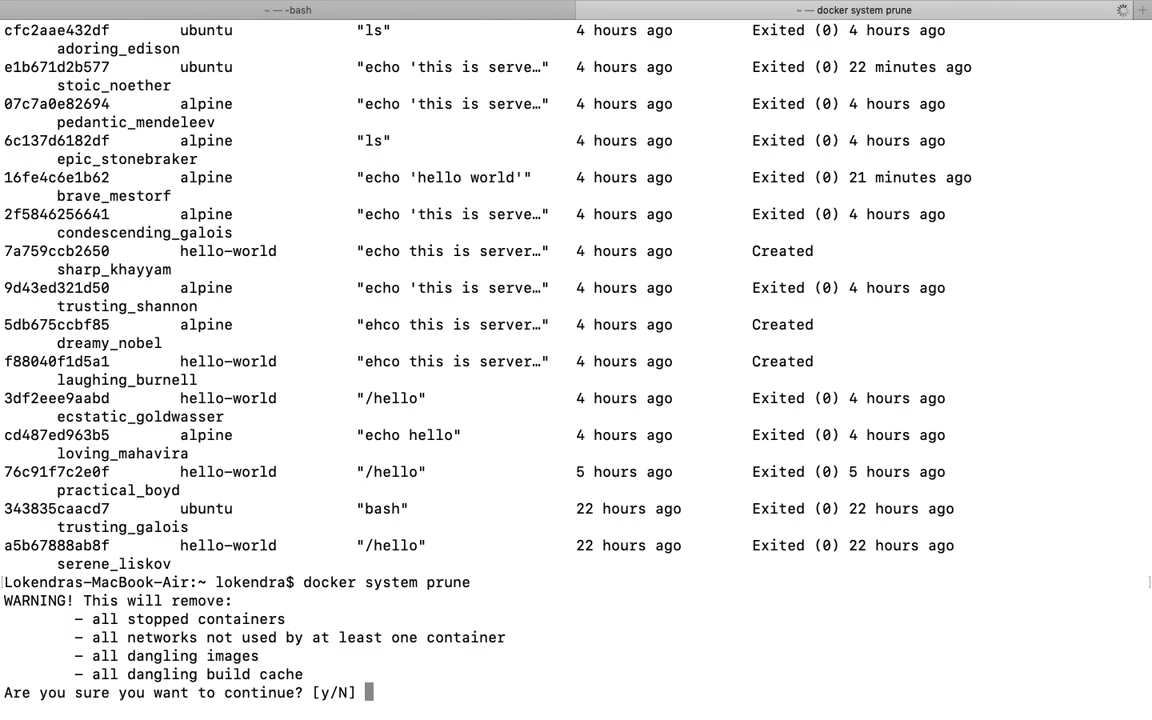 ~ — -bash
~ — docker system prune
cfc2aae432df ubuntu "ls" 4 hours ago Exited (0) 4 hours ago
adoring_edison
e1b671d2b577 ubuntu "echo 'this is serve…" 4 hours ago Exited (0) 22 minutes ago
stoic_noether
07c7a0e82694 alpine "echo 'this is serve…" 4 hours ago Exited (0) 4 hours ago
pedantic_mendeleev
6c137d6182df alpine "ls" 4 hours ago Exited (0) 4 hours ago
epic_stonebraker
16fe4c6e1b62 alpine "echo 'hello world'" 4 hours ago Exited (0) 21 minutes ago
brave_mestorf
2f5846256641 alpine "echo 'this is serve…" 4 hours ago Exited (0) 4 hours ago
condescending_galois
7a759ccb2650 hello-world "echo this is server…" 4 hours ago Created
sharp_khayyam
9d43ed321d50 alpine "echo 'this is serve…" 4 hours ago Exited (0) 4 hours ago
trusting_shannon
5db675ccbf85 alpine "ehco this is server…" 4 hours ago Created
dreamy_nobel
f88040f1d5a1 hello-world "ehco this is server…" 4 hours ago Created
laughing_burnell
3df2eee9aabd hello-world "/hello" 4 hours ago Exited (0) 4 hours ago
ecstatic_goldwasser
cd487ed963b5 alpine "echo hello" 4 hours ago Exited (0) 4 hours ago
loving_mahavira
76c91f7c2e0f hello-world "/hello" 5 hours ago Exited (0) 5 hours ago
practical_boyd
343835caacd7 ubuntu "bash" 22 hours ago Exited (0) 22 hours ago
trusting_galois
a5b67888ab8f hello-world "/hello" 22 hours ago Exited (0) 22 hours ago
serene_liskov
Lokendras-MacBook-Air:~ lokendra$ docker system prune
WARNING! This will remove:
- all stopped containers
- all networks not used by at least one container
- all dangling images
- all dangling build cache
Are you sure you want to continue? [y/N]